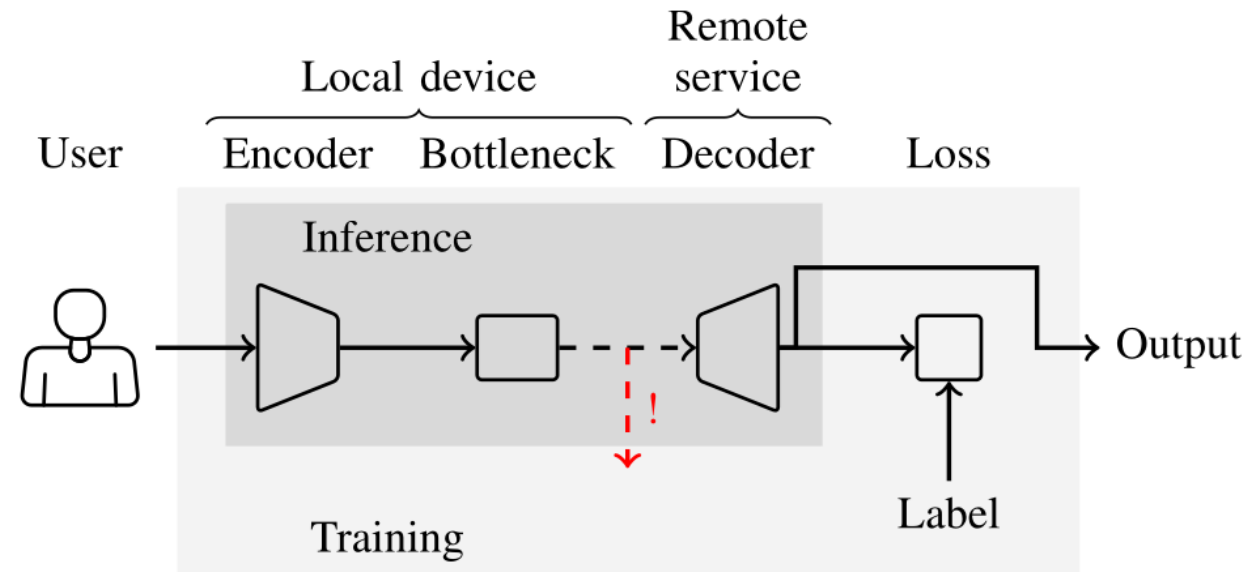 Remote
Local device service
User Encoder Bottleneck Decoder Loss
Inference
!
Output
Label
Training